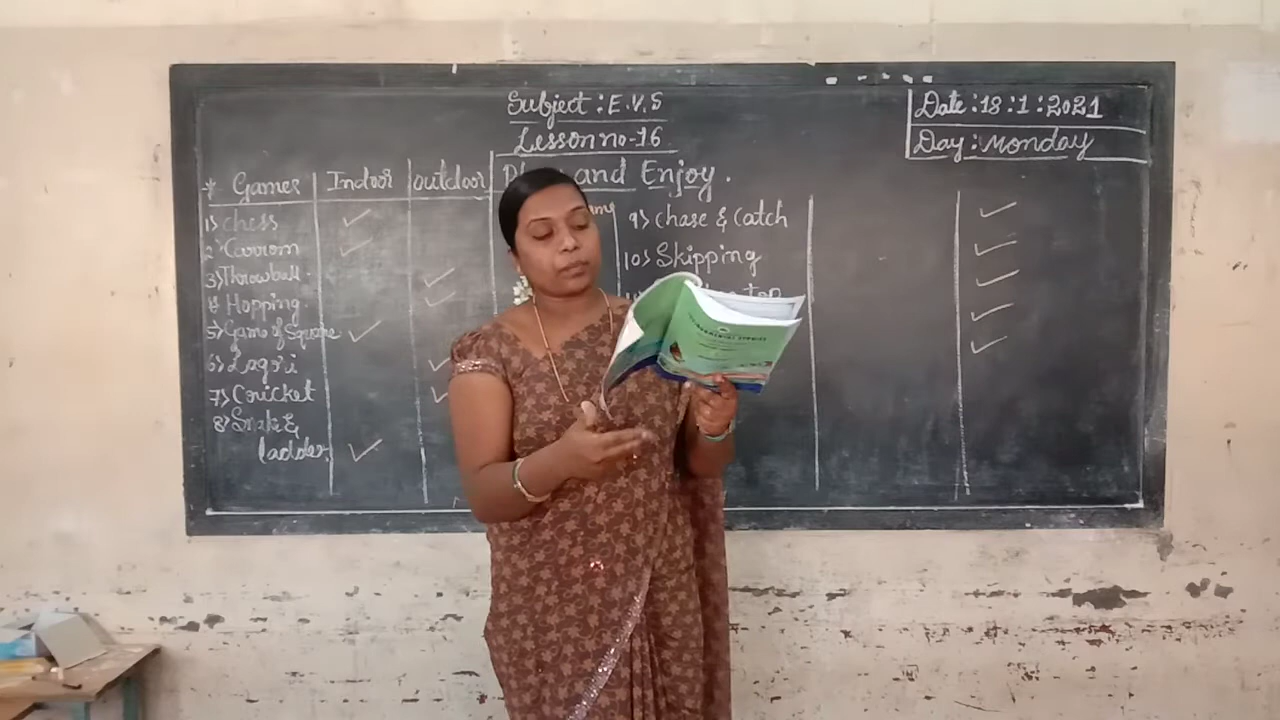 Subject : E.V.S
Lesson no-16
Date : 18 : 1 : 2021
Day : Monday
and Enjoy.
* Games Indoor outdoor
1) chess
2) Carrom
3) Throwball.
4) Hopping.
5) Game of Square
6) Lagori
7) Cricket
8) Snake &
ladder
9) chase & Catch
10) Skipping
top